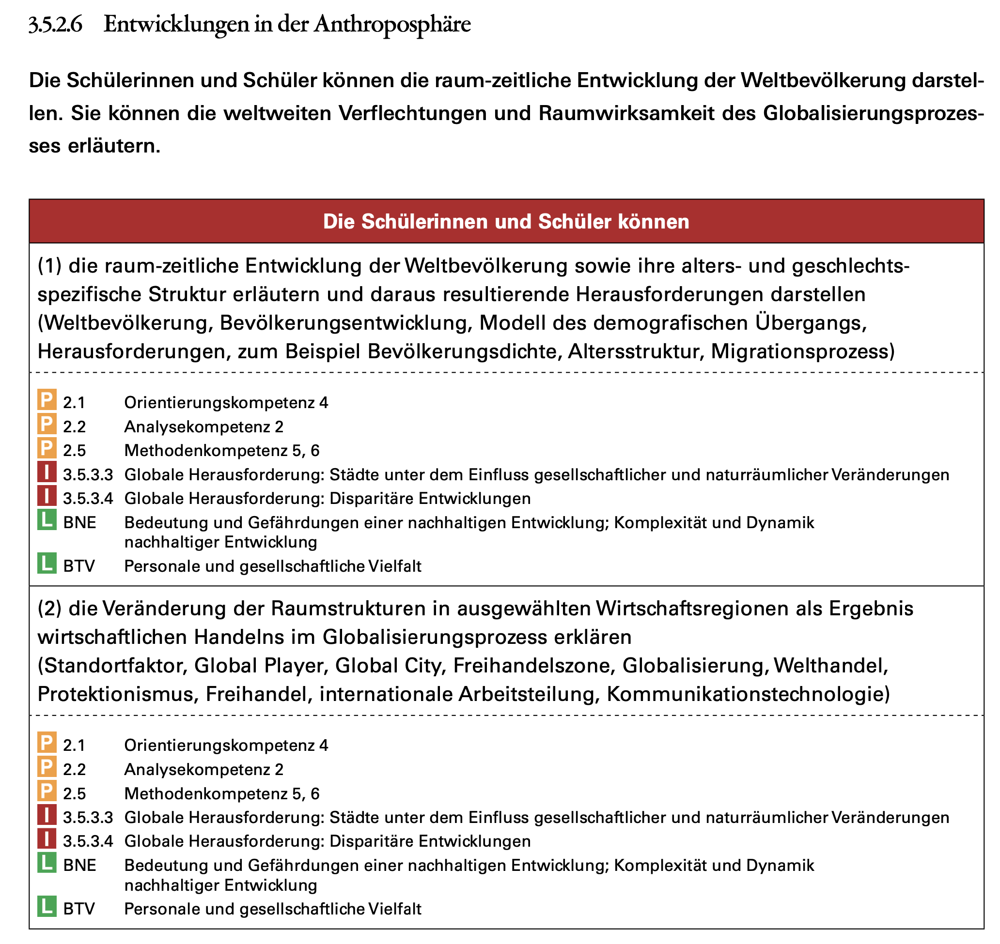 3.5.2.6 Entwicklungen in der Anthroposphäre
Die Schülerinnen und Schüler können die raum-zeitliche Entwicklung der Weltbevölkerung darstel-
len. Sie können die weltweiten Verflechtungen und Raumwirksamkeit des Globalisierungsprozes-
ses erläutern.
Die Schülerinnen und Schüler können
(1) die raum-zeitliche Entwicklung der Weltbevölkerung sowie ihre alters- und geschlechts-
spezifische Struktur erläutern und daraus resultierende Herausforderungen darstellen
(Weltbevölkerung, Bevölkerungsentwicklung, Modell des demografischen Übergangs,
Herausforderungen, zum Beispiel Bevölkerungsdichte, Altersstruktur, Migrationsprozess)
P 2.1 Orientierungskompetenz 4
P 2.2 Analysekompetenz 2
P 2.5 Methodenkompetenz 5, 6
I 3.5.3.3 Globale Herausforderung: Städte unter dem Einfluss gesellschaftlicher und naturräumlicher Veränderungen
I 3.5.3.4 Globale Herausforderung: Disparitäre Entwicklungen
L BNE Bedeutung und Gefährdungen einer nachhaltigen Entwicklung; Komplexität und Dynamik
nachhaltiger Entwicklung
L BTV Personale und gesellschaftliche Vielfalt
(2) die Veränderung der Raumstrukturen in ausgewählten Wirtschaftsregionen als Ergebnis
wirtschaftlichen Handelns im Globalisierungsprozess erklären
(Standortfaktor, Global Player, Global City, Freihandelszone, Globalisierung, Welthandel,
Protektionismus, Freihandel, internationale Arbeitsteilung, Kommunikationstechnologie)
P 2.1 Orientierungskompetenz 4
P 2.2 Analysekompetenz 2
P 2.5 Methodenkompetenz 5, 6
I 3.5.3.3 Globale Herausforderung: Städte unter dem Einfluss gesellschaftlicher und naturräumlicher Veränderungen
I 3.5.3.4 Globale Herausforderung: Disparitäre Entwicklungen
L BNE Bedeutung und Gefährdungen einer nachhaltigen Entwicklung; Komplexität und Dynamik
nachhaltiger Entwicklung
L BTV Personale und gesellschaftliche Vielfalt